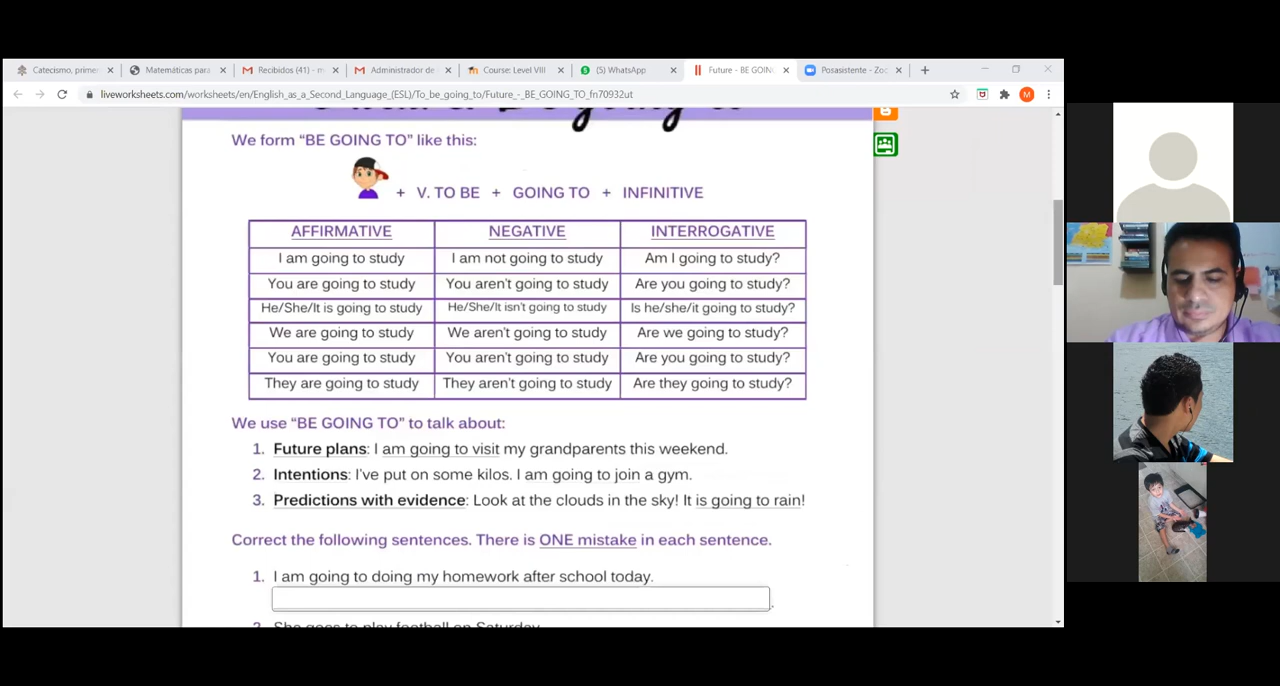 Catecismo, prime
Matemáticas para
Recibidos (41) - m
Administrador de
Course: Level VIII
(5) WhatsApp
Future - BE GOIN
Posasistente - Zoo
liveworksheets.com/worksheets/en/English_as_a_Second_Language_(ESL)/To_be_going_to/Future_-_BE_GOING_TO_fn70932ut
M
We form “BE GOING TO” like this:
+ V. TO BE + GOING TO + INFINITIVE
AFFIRMATIVE NEGATIVE INTERROGATIVE
I am going to study I am not going to study Am I going to study?
You are going to study You aren't going to study Are you going to study?
He/She/It is going to study He/She/It isn't going to study Is he/she/it going to study?
We are going to study We aren't going to study Are we going to study?
You are going to study You aren't going to study Are you going to study?
They are going to study They aren't going to study Are they going to study?
We use “BE GOING TO” to talk about:
1. Future plans: I am going to visit my grandparents this weekend.
2. Intentions: I've put on some kilos. I am going to join a gym.
3. Predictions with evidence: Look at the clouds in the sky! It is going to rain!
Correct the following sentences. There is ONE mistake in each sentence.
1. I am going to doing my homework after school today.
.
2. She goes to play football on Saturday.